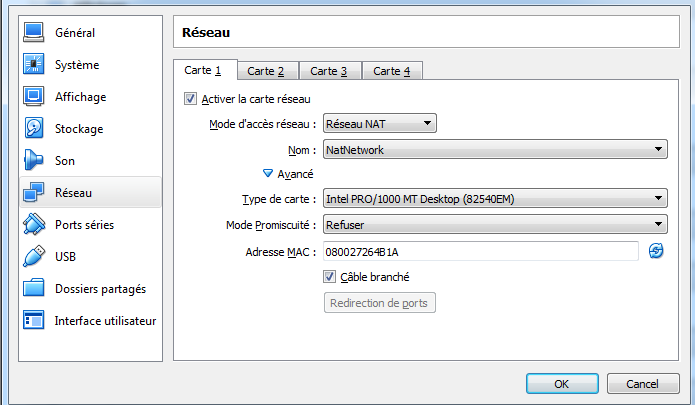 Général
Système
Affichage
Stockage
Son
Réseau
Ports séries
USB
Dossiers partagés
Interface utilisateur
Réseau
Carte 1 Carte 2 Carte 3 Carte 4
Activer la carte réseau
Mode d'accès réseau : Réseau NAT
Nom : NatNetwork
Avancé
Type de carte : Intel PRO/1000 MT Desktop (82540EM)
Mode Promiscuité : Refuser
Adresse MAC : 080027264B1A
Câble branché
Redirection de ports
OK Cancel